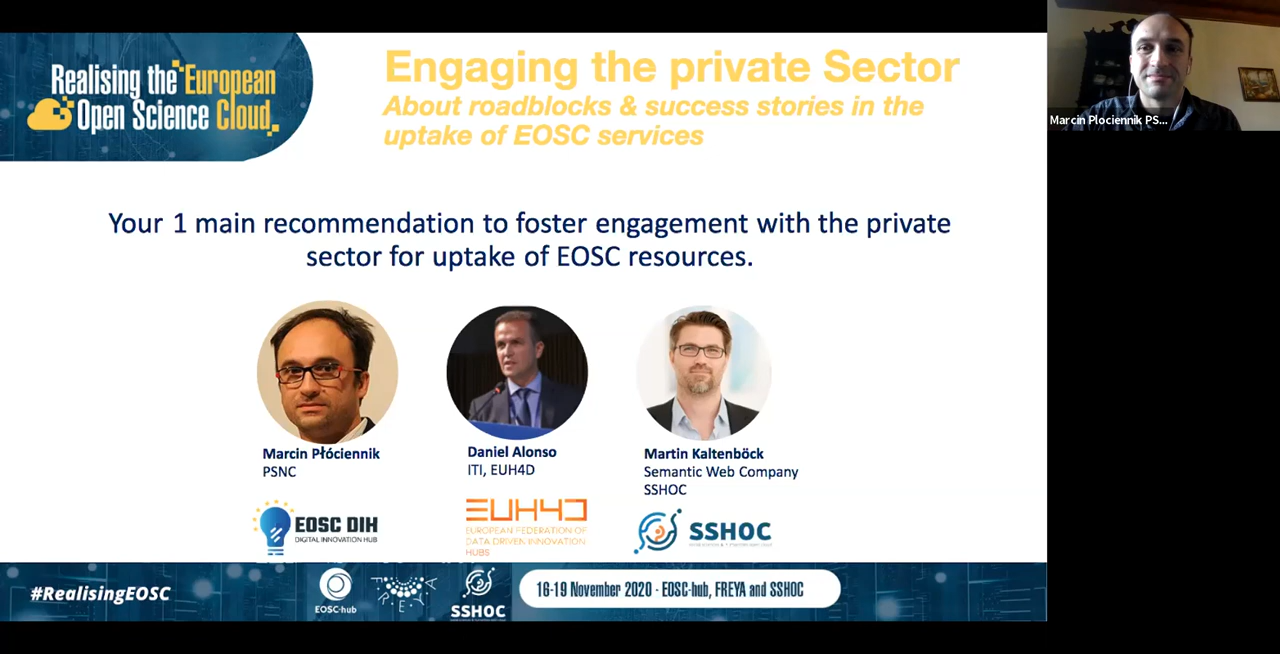 Realising the European
Open Science Cloud
Engaging the private Sector
About roadblocks & success stories in the
uptake of EOSC services
Marcin Plociennik PS...
Your 1 main recommendation to foster engagement with the private
sector for uptake of EOSC resources.
Marcin Płóciennik
PSNC
Daniel Alonso
ITI, EUH4D
Martin Kaltenböck
Semantic Web Company
SSHOC
EOSC DIH
DIGITAL INNOVATION HUB
EUH4D
EUROPEAN FEDERATION OF
DATA DRIVEN INNOVATION
HUBS
SSHOC
#RealisingEOSC
EOSC-hub
FREYA
SSHOC
16-19 November 2020 - EOSC-hub, FREYA and SSHOC